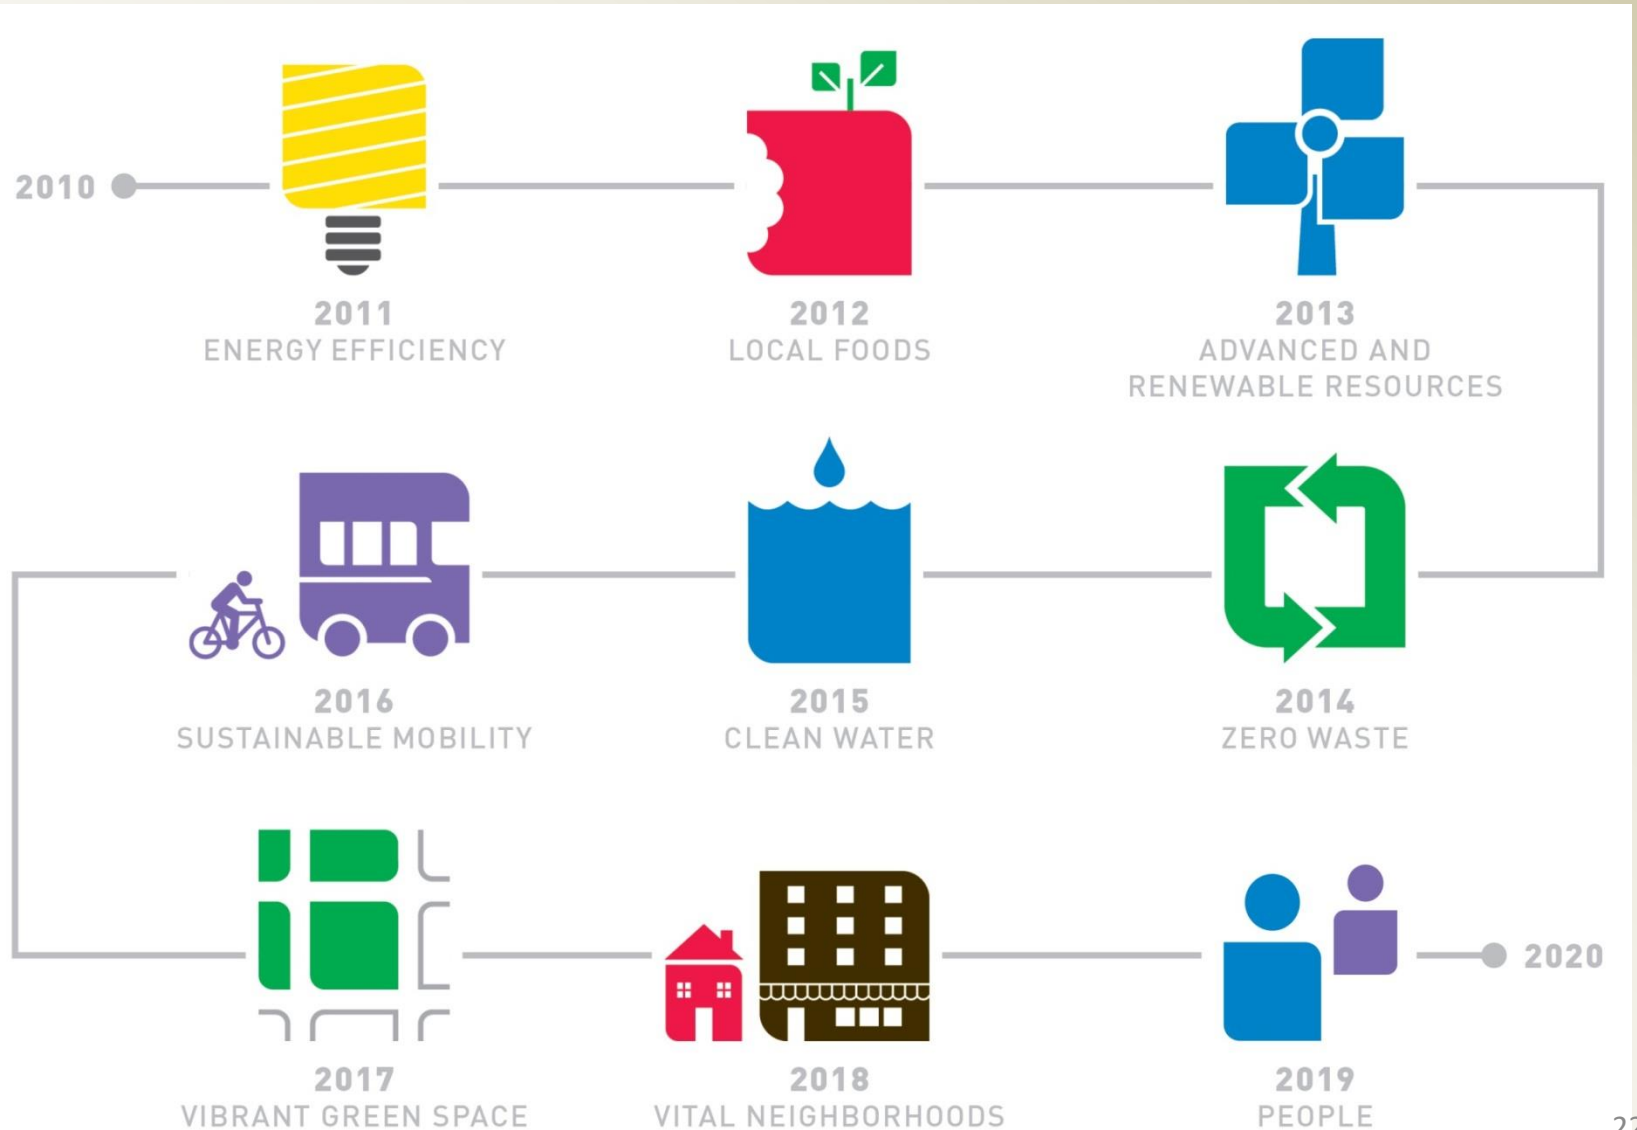 2010
2011
ENERGY EFFICIENCY
2012
LOCAL FOODS
2013
ADVANCED AND
RENEWABLE RESOURCES
2016
SUSTAINABLE MOBILITY
2015
CLEAN WATER
2014
ZERO WASTE
2017
VIBRANT GREEN SPACE
2018
VITAL NEIGHBORHOODS
2019
PEOPLE
2020